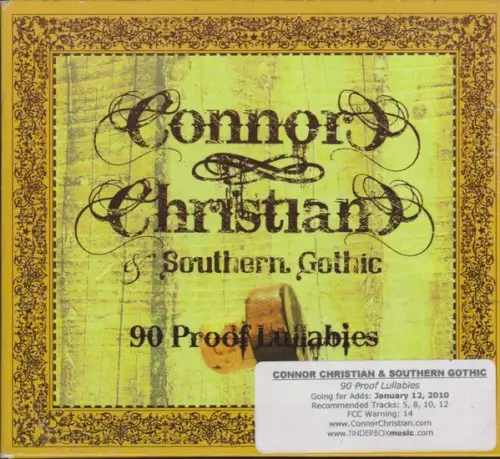 Connor
Christian
& Southern Gothic
90 Proof Lullabies
CONNOR CHRISTIAN & SOUTHERN GOTHIC
90 Proof Lullabies
Going for Adds: January 12, 2010
Recommended Tracks: 5, 8, 10, 12
FCC Warning: 14
www.ConnorChristian.com
www.TINDERBOXmusic.com